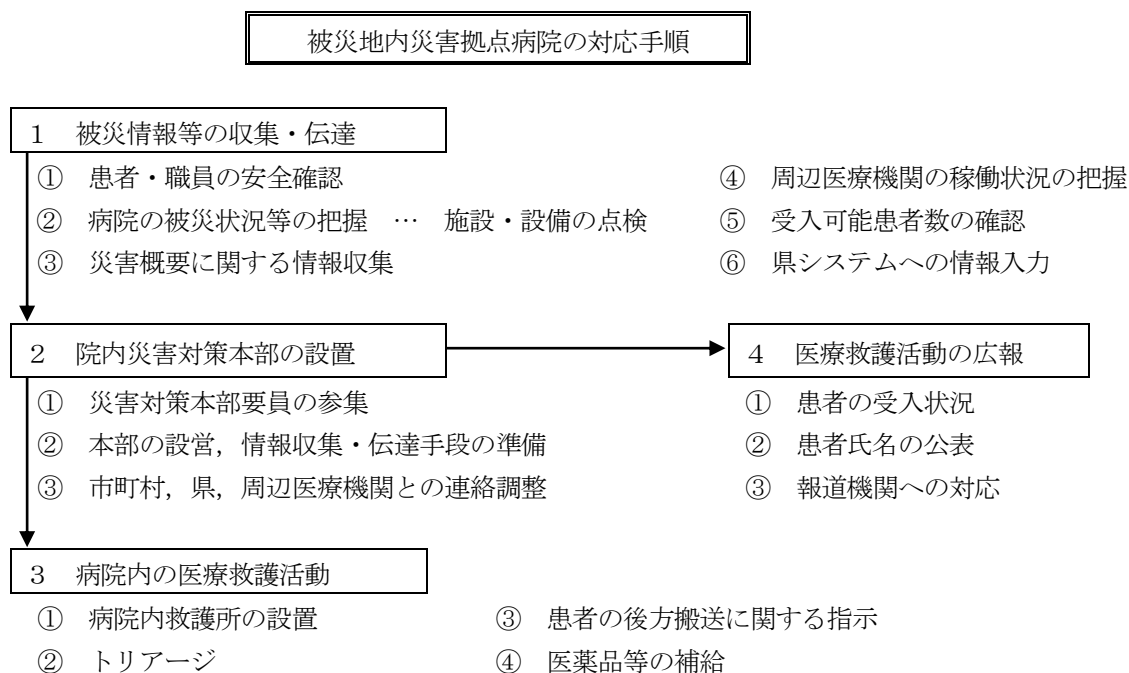 被災地内災害拠点病院の対応手順
1 被災情報等の収集・伝達
① 患者・職員の安全確認
② 病院の被災状況等の把握 … 施設・設備の点検
③ 災害概要に関する情報収集
④ 周辺医療機関の稼働状況の把握
⑤ 受入可能患者数の確認
⑥ 県システムへの情報入力
2 院内災害対策本部の設置
① 災害対策本部要員の参集
② 本部の設営，情報収集・伝達手段の準備
③ 市町村，県，周辺医療機関との連絡調整
4 医療救護活動の広報
① 患者の受入状況
② 患者氏名の公表
③ 報道機関への対応
3 病院内の医療救護活動
① 病院内救護所の設置
② トリアージ
③ 患者の後方搬送に関する指示
④ 医薬品等の補給